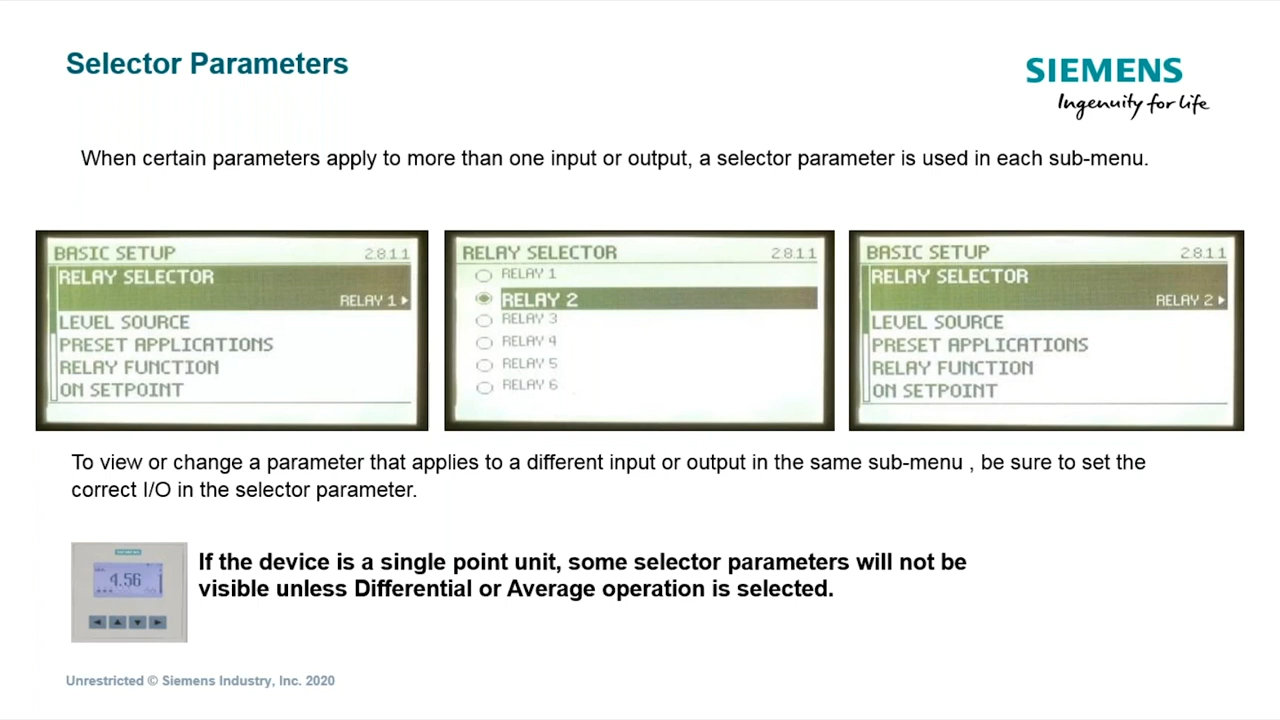 Selector Parameters
SIEMENS
Ingenuity for life
When certain parameters apply to more than one input or output, a selector parameter is used in each sub-menu.
BASIC SETUP 2.8.1.1
RELAY SELECTOR
RELAY 1
LEVEL SOURCE
PRESET APPLICATIONS
RELAY FUNCTION
ON SETPOINT
RELAY SELECTOR 2.8.1.1
RELAY 1
RELAY 2
RELAY 3
RELAY 4
RELAY 5
RELAY 6
BASIC SETUP 2.8.1.1
RELAY SELECTOR
RELAY 2
LEVEL SOURCE
PRESET APPLICATIONS
RELAY FUNCTION
ON SETPOINT
To view or change a parameter that applies to a different input or output in the same sub-menu , be sure to set the
correct I/O in the selector parameter.
SIEMENS
4.56
If the device is a single point unit, some selector parameters will not be
visible unless Differential or Average operation is selected.
Unrestricted © Siemens Industry, Inc. 2020